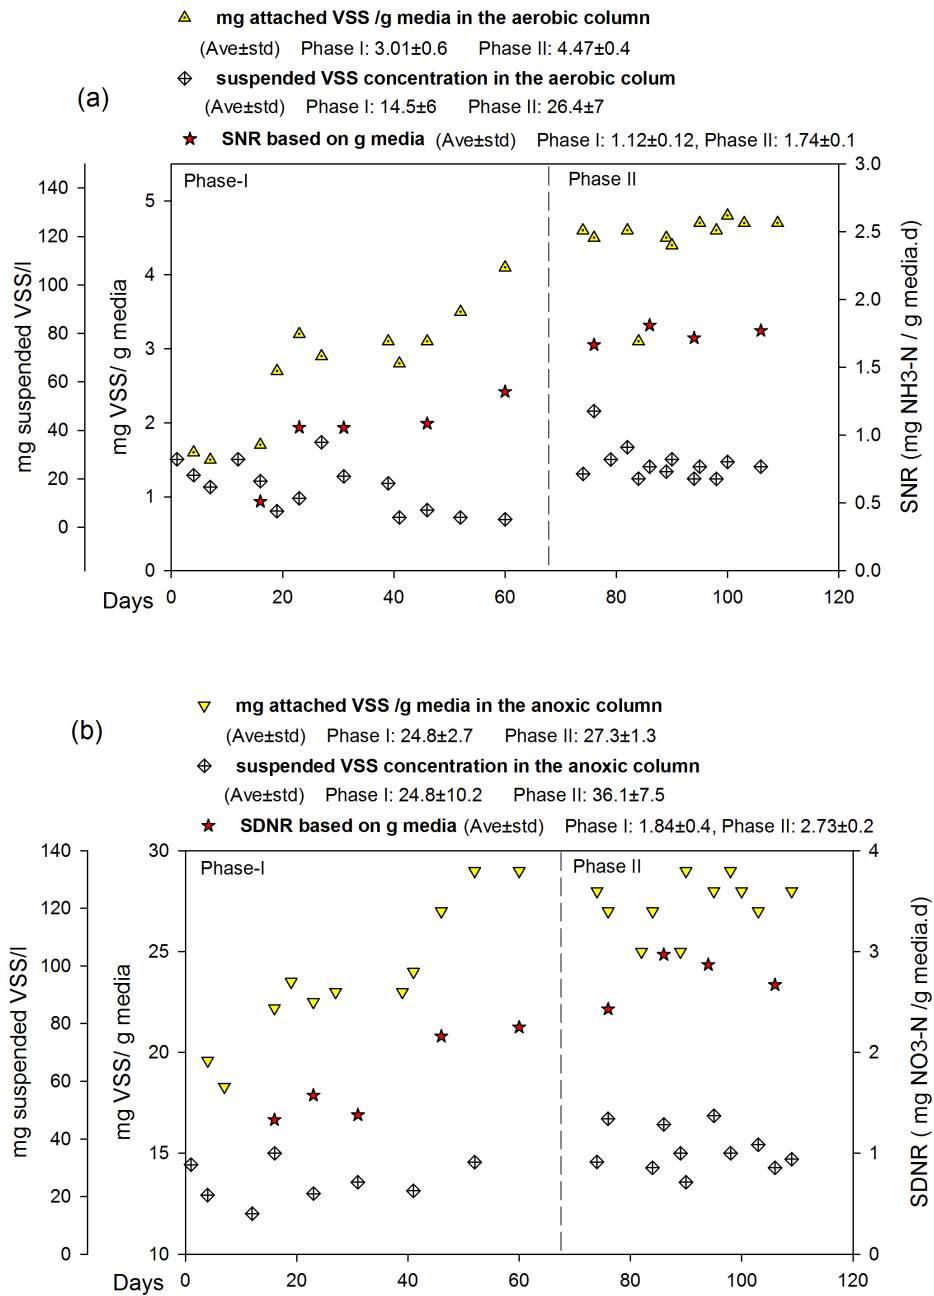 mg attached VSS /g media in the aerobic column
(Ave±std) Phase I: 3.01±0.6 Phase II: 4.47±0.4
suspended VSS concentration in the aerobic colum
(a)
(Ave±std) Phase I: 14.5±6 Phase II: 26.4±7
SNR based on g media (Ave±std) Phase I: 1.12±0.12, Phase II: 1.74±0.1
Phase-I
Phase II
mg suspended VSS/l
140
120
100
80
60
40
20
0
mg VSS/ g media
5
4
3
2
1
0
SNR (mg NH3-N / g media.d)
3.0
2.5
2.0
1.5
1.0
0.5
0.0
Days
0 20 40 60 80 100 120
mg attached VSS /g media in the anoxic column
(b)
(Ave±std) Phase I: 24.8±2.7 Phase II: 27.3±1.3
suspended VSS concentration in the anoxic column
(Ave±std) Phase I: 24.8±10.2 Phase II: 36.1±7.5
SDNR based on g media (Ave±std) Phase I: 1.84±0.4, Phase II: 2.73±0.2
Phase-I
Phase II
mg suspended VSS/l
140
120
100
80
60
40
20
0
mg VSS/ g media
30
25
20
15
10
SDNR ( mg NO3-N /g media.d)
4
3
2
1
0
Days
0 20 40 60 80 100 120